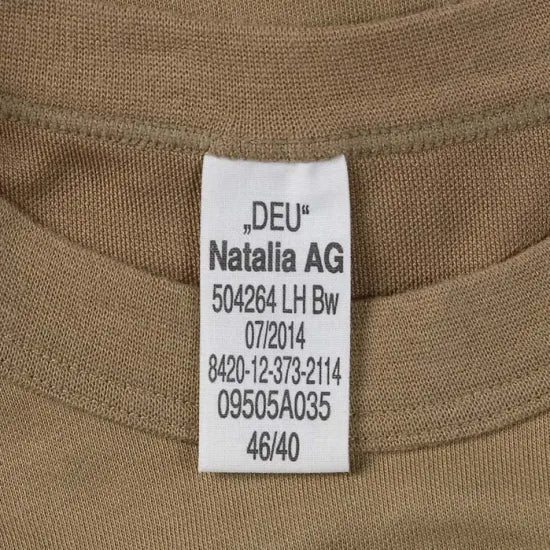 „DEU“
Natalia AG
504264 LH Bw
07/2014
8420-12-373-2114
09505A035
46/40